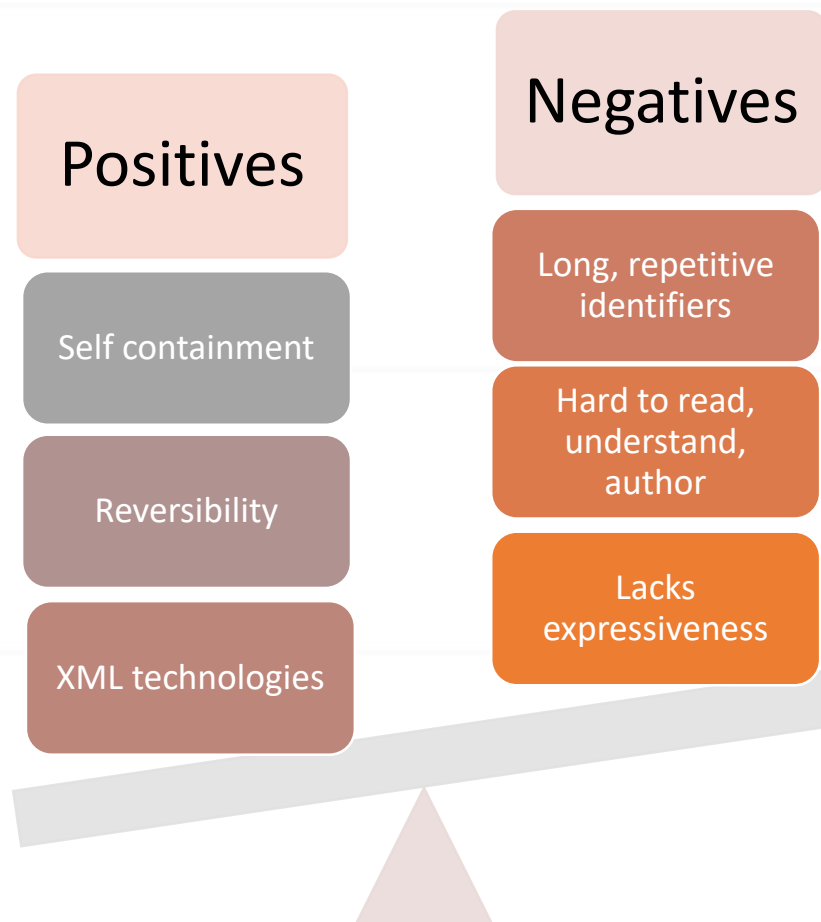 Positives
Self containment
Reversibility
XML technologies
Negatives
Long, repetitive
identifiers
Hard to read,
understand,
author
Lacks
expressiveness